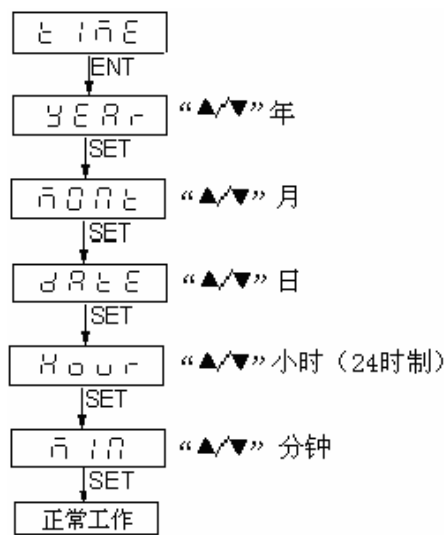 tIME
ENT
YEAr “▲/▼” 年
SET
MONt “▲/▼” 月
SET
dAtE “▲/▼” 日
SET
Hour “▲/▼” 小时（24时制）
SET
MIN “▲/▼” 分钟
SET
正常工作